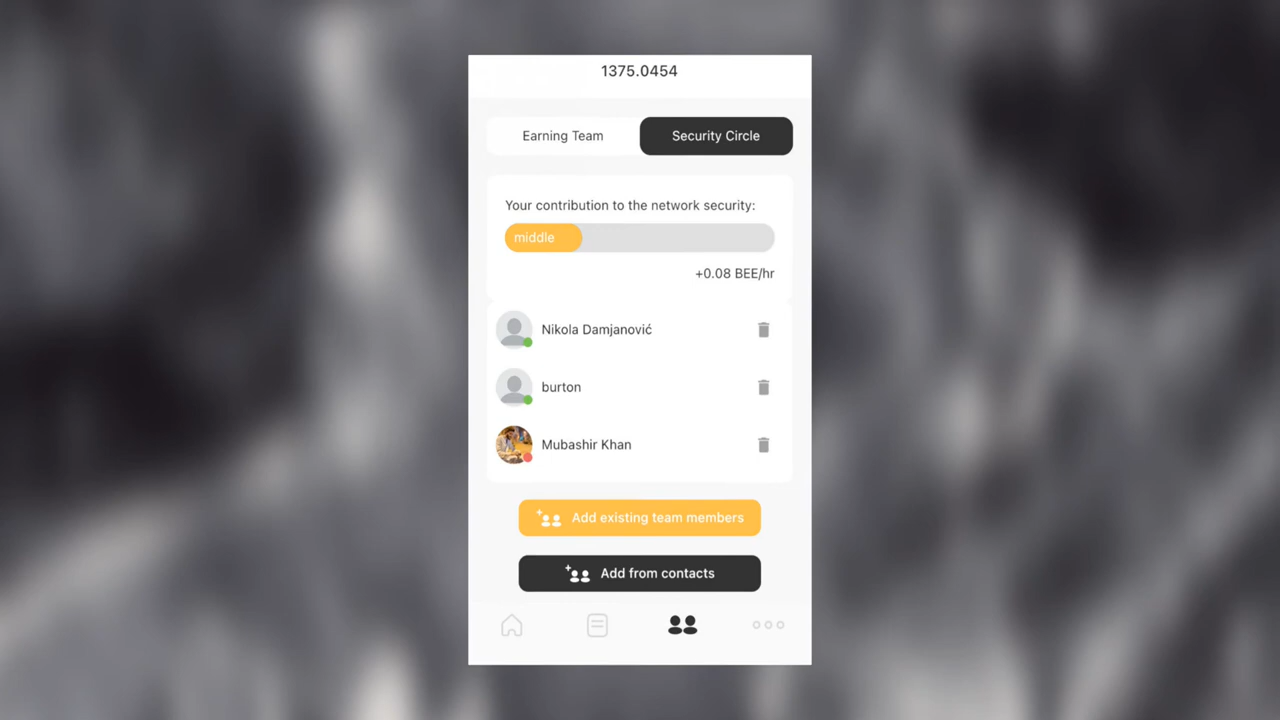 1375.0454
Earning Team
Security Circle
Your contribution to the network security:
middle
+0.08 BEE/hr
Nikola Damjanović
burton
Mubashir Khan
Add existing team members
Add from contacts